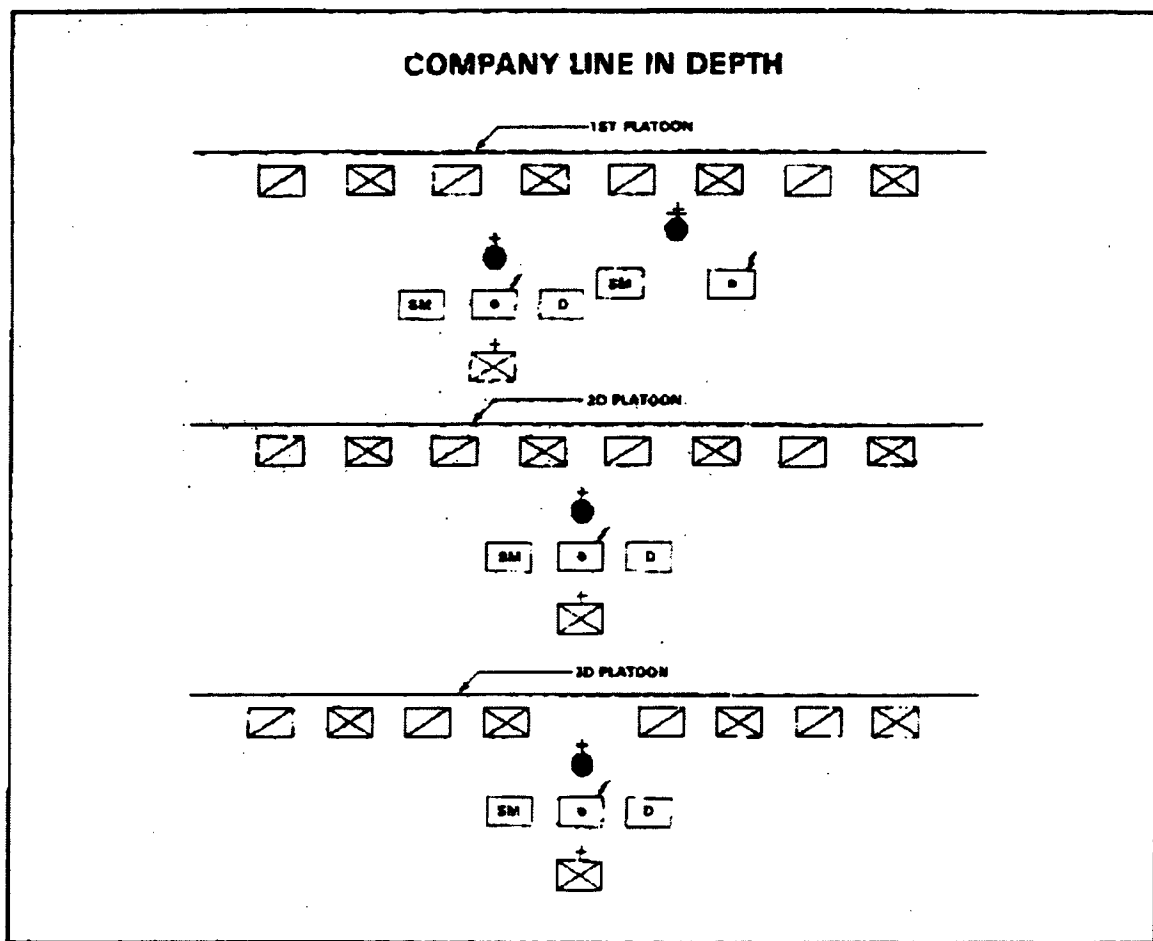 COMPANY LINE IN DEPTH
1ST PLATOON
SM
SM D
2D PLATOON
SM D
3D PLATOON
SM D